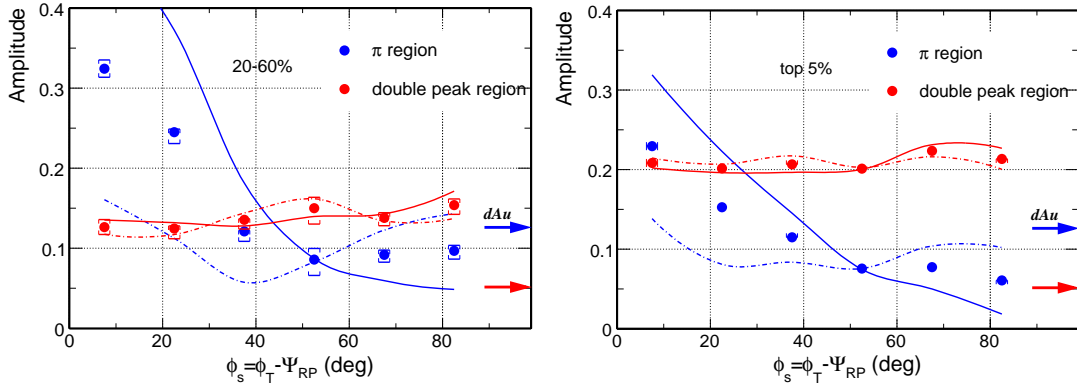 Amplitude
0.4
0.3
0.2
0.1
0
0 20 40 60 80
20-60%
π region
double peak region
dAu
ϕs=ϕT-ΨRP (deg)
Amplitude
0.4
0.3
0.2
0.1
0
0 20 40 60 80
top 5%
π region
double peak region
dAu
ϕs=ϕT-ΨRP (deg)